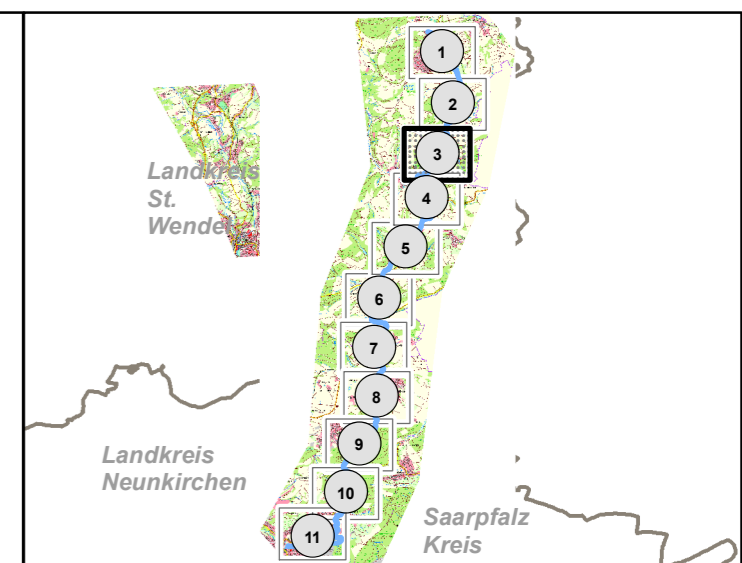 1
2
3
Landkreis
St.
Wendel
4
5
6
7
8
9
Landkreis
Neunkirchen
10
Saarpfalz
Kreis
11